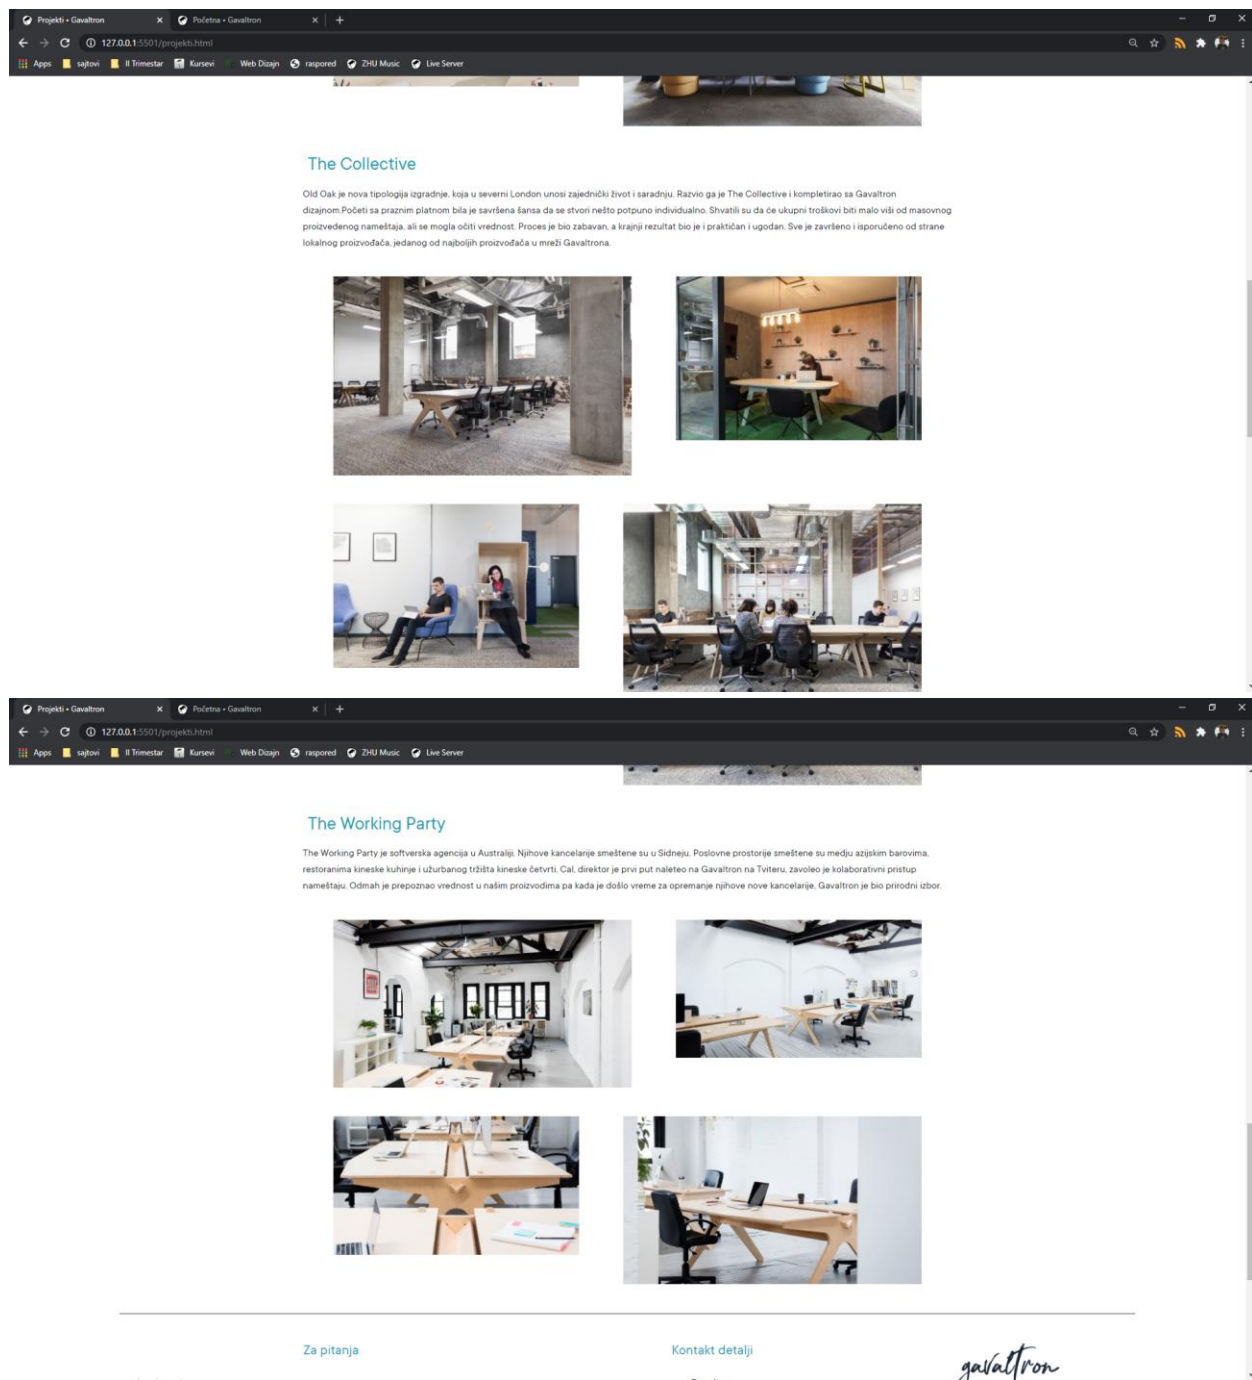 Projekti • Gavaltron
Početna • Gavaltron
127.0.0.1:5501/projekti.html
Apps sajtovi II Trimestar Kursevi Web Dizajn raspored ZHU Music Live Server
The Collective
Old Oak je nova tipologija izgradnje, koja u severni London unosi zajednički život i saradnju. Razvio ga je The Collective i kompletirao sa Gavaltron
dizajnom.Početi sa praznim platnom bila je savršena šansa da se stvori nešto potpuno individualno. Shvatili su da će ukupni troškovi biti malo viši od masovnog
proizvedenog nameštaja, ali se mogla očiti vrednost. Proces je bio zabavan, a krajnji rezultat bio je i praktičan i ugodan. Sve je završeno i isporučeno od strane
lokalnog proizvođača, jedanog od najboljih proizvođača u mreži Gavaltrona.
Projekti • Gavaltron
Početna • Gavaltron
127.0.0.1:5501/projekti.html
Apps sajtovi II Trimestar Kursevi Web Dizajn raspored ZHU Music Live Server
The Working Party
The Working Party je softverska agencija u Australiji. Njihove kancelarije smeštene su u Sidneju. Poslovne prostorije smeštene su medju azijskim barovima,
restoranima kineske kuhinje i užurbanog tržišta kineske četvrti. Cal, direktor je prvi put naleteo na Gavaltron na Tviteru, zavoleo je kolaborativni pristup
nameštaju. Odmah je prepoznao vrednost u našim proizvodima pa kada je došlo vreme za opremanje njihove nove kancelarije, Gavaltron je bio prirodni izbor.
Za pitanja
Kontakt detalji
gavaltron